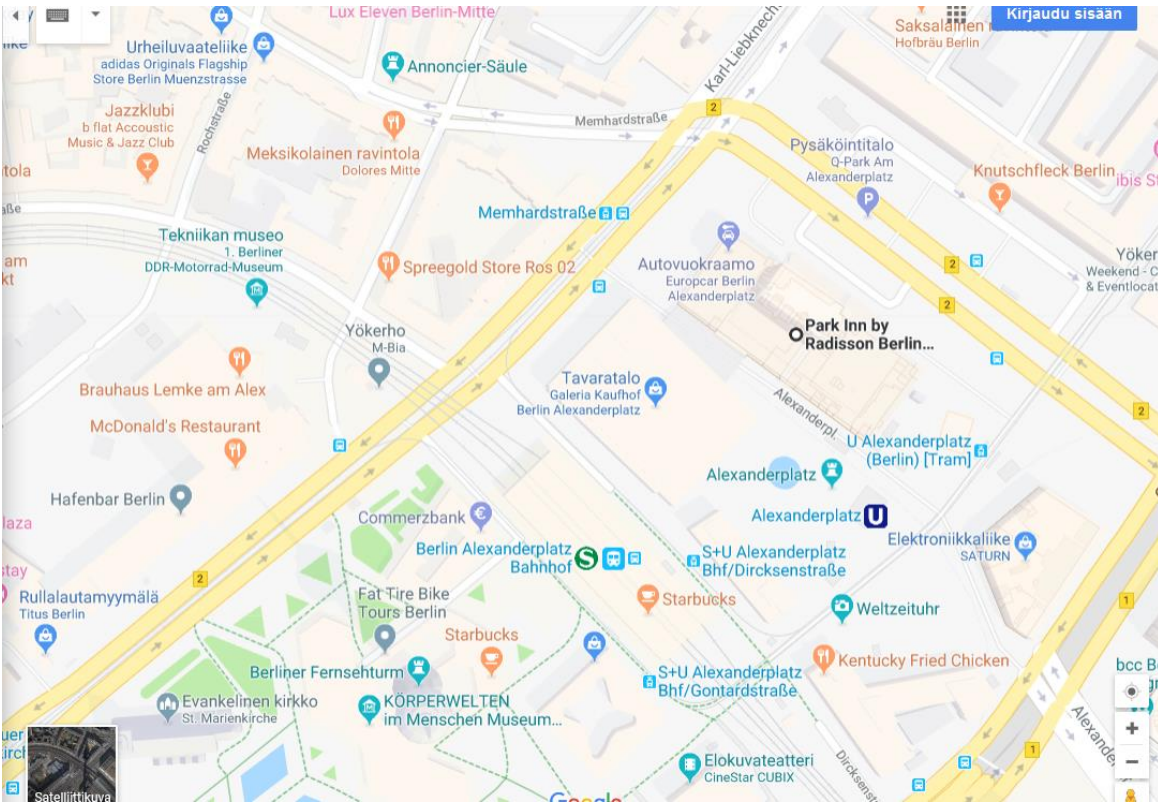 Lux Eleven Berlin-Mitte
Kirjaudu sisään
Saksalainen
Hofbräu Berlin
Urheiluvaateliike
adidas Originals Flagship
Store Berlin Muenzstrasse
Annoncier-Säule
Karl-Liebknech
2
Jazzklubi
b flat Accoustic
Music & Jazz Club
Rochstraße
Memhardstraße
Meksikolainen ravintola
Dolores Mitte
Pysäköintitalo
Q-Park Am
Alexanderplatz
P
Knutschfleck Berlin
ibis
Memhardstraße
Tekniikan museo
1. Berliner
DDR-Motorrad-Museum
Spreegold Store Ros 02
Autovuokraamo
Europcar Berlin
Alexanderplatz
2
2
Weekend - C
& Eventlocat
Yökerho
M-Bia
Park Inn by
Radisson Berlin...
Brauhaus Lemke am Alex
Tavaratalo
Galeria Kaufhof
Berlin Alexanderplatz
Alexanderpl.
2
McDonald's Restaurant
U Alexanderplatz
(Berlin) [Tram]
Alexanderplatz
Hafenbar Berlin
Commerzbank
€
Alexanderplatz
U
Elektroniikkaliike
SATURN
Berlin Alexanderplatz
Bahnhof
S
S+U Alexanderplatz
Bhf/Dircksenstraße
2
Rullalautamyymälä
Titus Berlin
Fat Tire Bike
Tours Berlin
Starbucks
Weltzeituhr
1
Starbucks
Kentucky Fried Chicken
Berliner Fernsehturm
S+U Alexanderplatz
Bhf/Gontardstraße
bcc
Evankelinen kirkko
St. Marienkirche
KÖRPERWELTEN
im Menschen Museum...
1
Elokuvateatteri
CineStar CUBIX
Dircksenst
Alexander
+
−
Satelliittikuva
Google